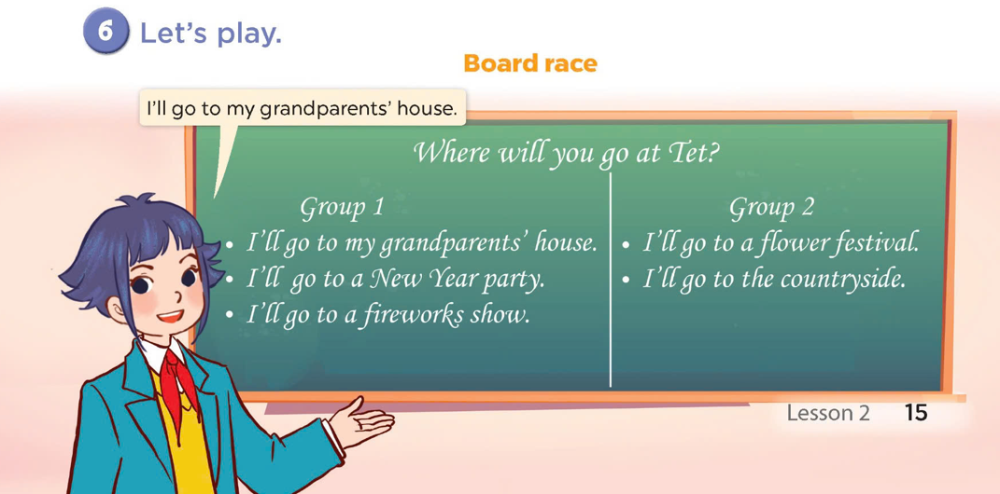 6 Let's play.
Board race
I'll go to my grandparents' house.
Where will you go at Tet?
Group 1
• I'll go to my grandparents' house.
• I'll go to a New Year party.
• I'll go to a fireworks show.
Group 2
• I'll go to a flower festival.
• I'll go to the countryside.
Lesson 2 15